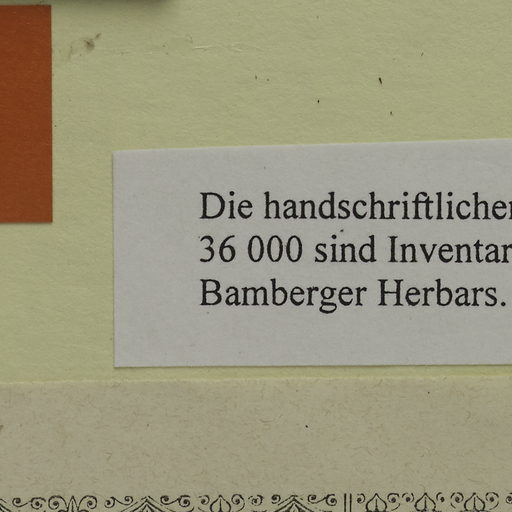 Die handschriftlichen
36 000 sind Inventar
Bamberger Herbars.